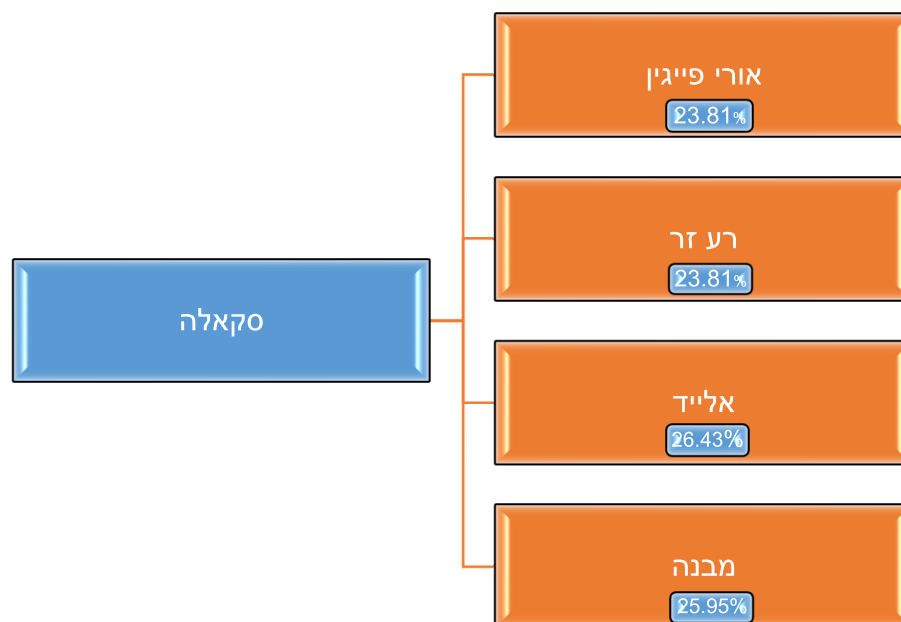 אורי פייגין
23.81%
רע זר
23.81%
סקאלה
אלייד
26.43%
מבנה
25.95%